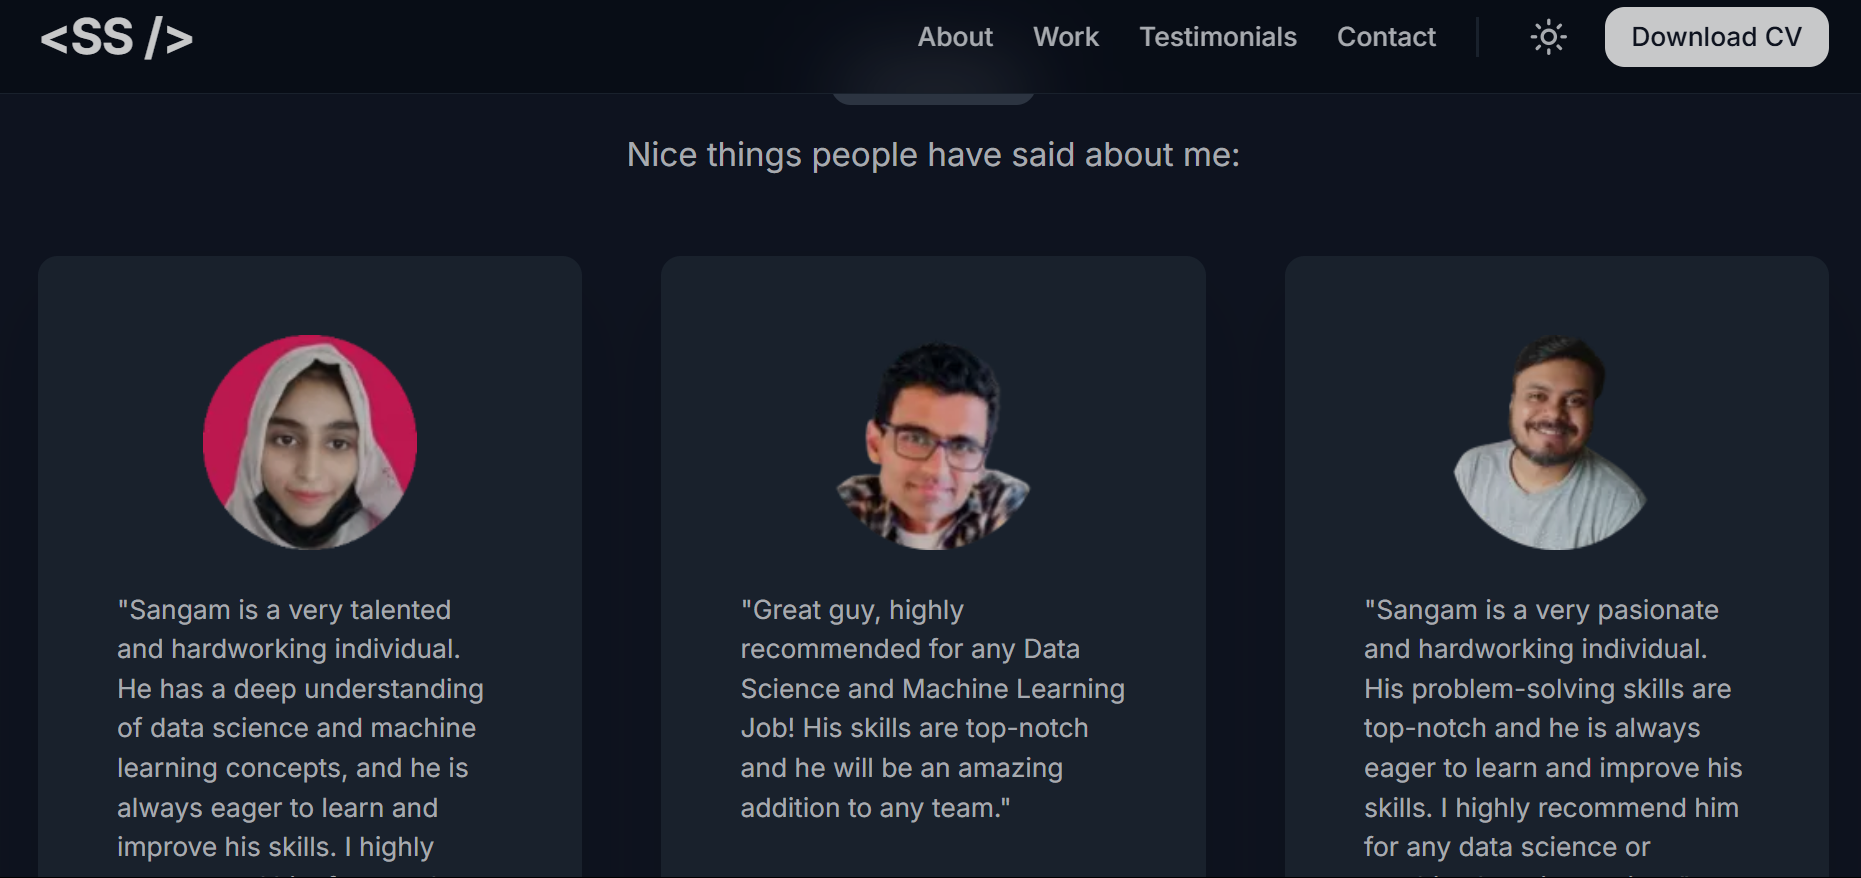 <SS />
About Work Testimonials Contact Download CV
Nice things people have said about me:
"Sangam is a very talented
and hardworking individual.
He has a deep understanding
of data science and machine
learning concepts, and he is
always eager to learn and
improve his skills. I highly
"Great guy, highly
recommended for any Data
Science and Machine Learning
Job! His skills are top-notch
and he will be an amazing
addition to any team."
"Sangam is a very pasionate
and hardworking individual.
His problem-solving skills are
top-notch and he is always
eager to learn and improve his
skills. I highly recommend him
for any data science or